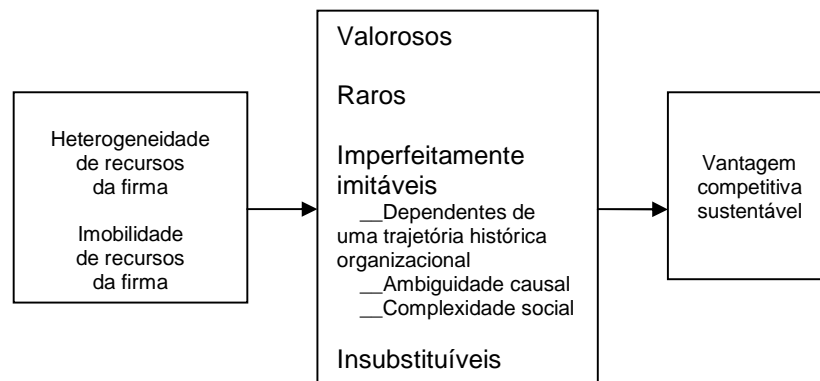 Heterogeneidade
de recursos
da firma
Imobilidade
de recursos
da firma
Valorosos
Raros
Imperfeitamente
imitáveis
__Dependentes de
uma trajetória histórica
organizacional
__Ambiguidade causal
__Complexidade social
Insubstituíveis
Vantagem
competitiva
sustentável